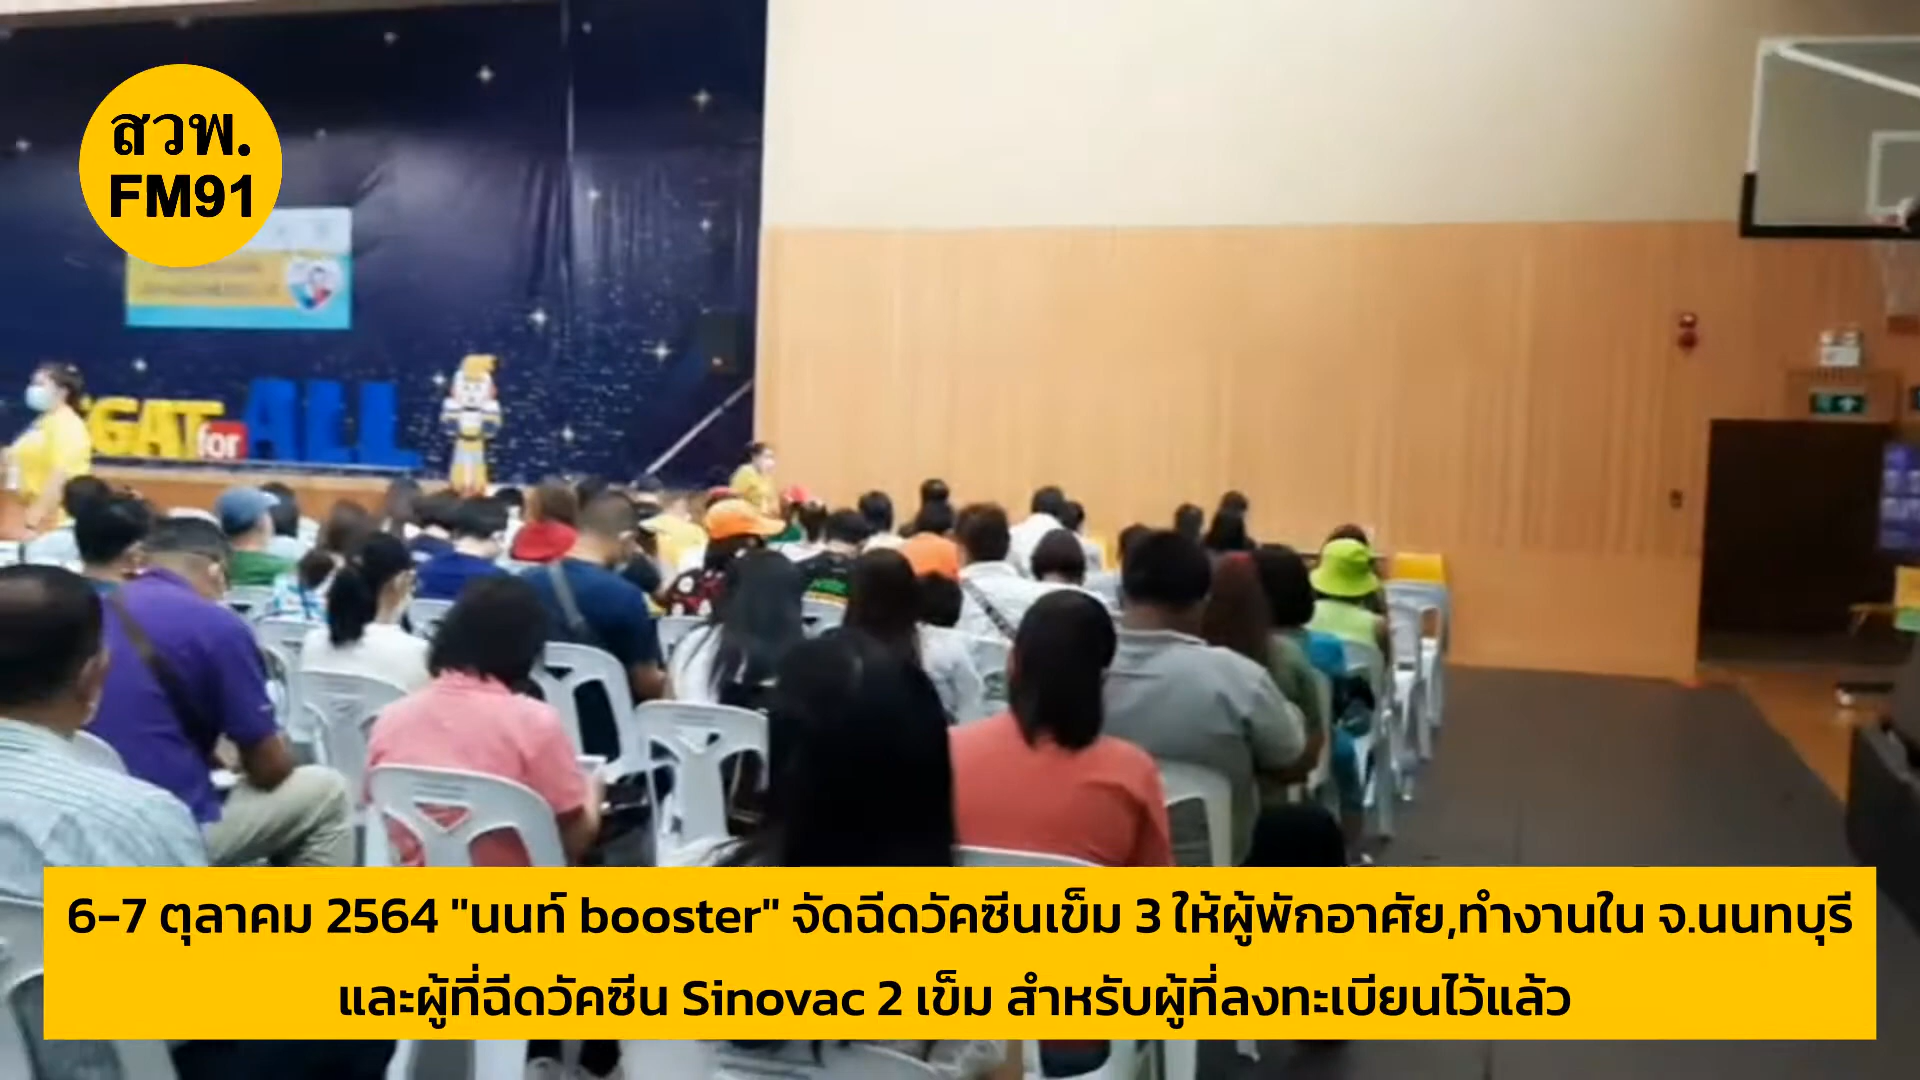 สวพ.
FM91
EGAT for ALL
6-7 ตุลาคม 2564 "นนท์ booster" จัดฉีดวัคซีนเข็ม 3 ให้ผู้พักอาศัย,ทำงานใน จ.นนทบุรี
และผู้ที่ฉีดวัคซีน Sinovac 2 เข็ม สำหรับผู้ที่ลงทะเบียนไว้แล้ว